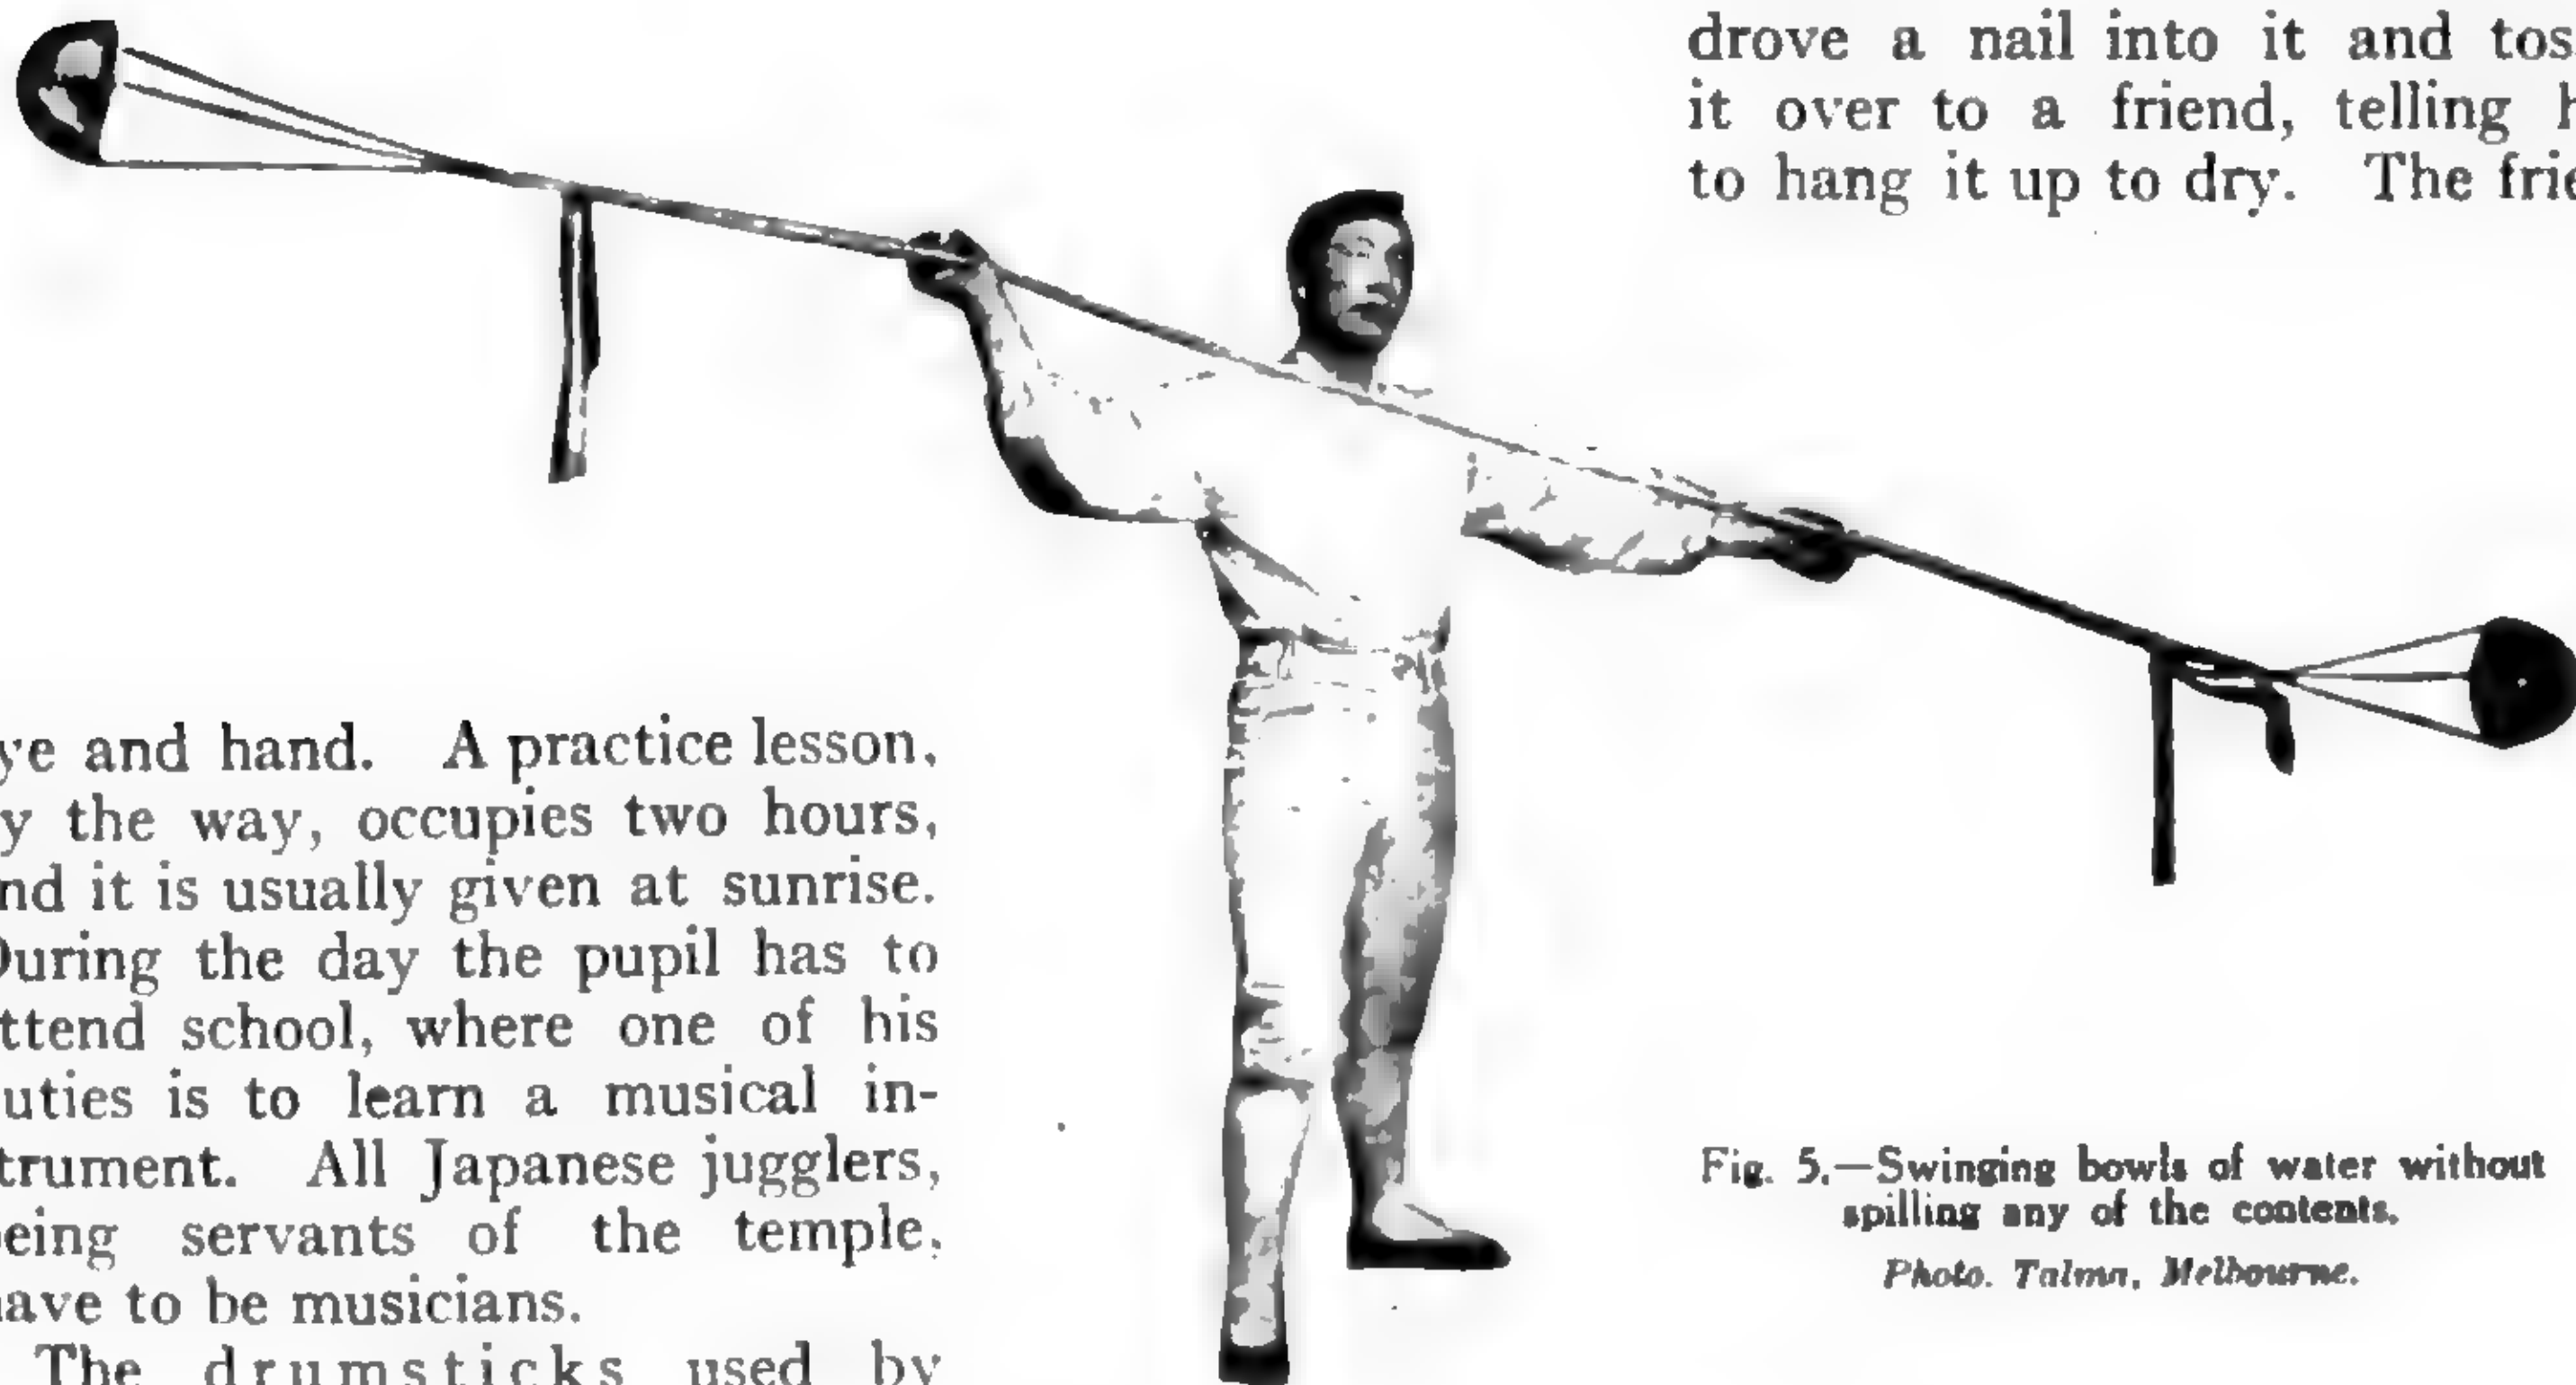 ye and hand. A practice lesson,
y the way, occupies two hours,
nd it is usually given at sunrise.
During the day the pupil has to
ttend school, where one of his
uties is to learn a musical in-
trument. All Japanese jugglers,
eing servants of the temple,
have to be musicians.
The drumsticks used by
drove a nail into it and tos
it over to a friend, telling h
to hang it up to dry. The frie
Fig. 5.—Swinging bowls of water without
spilling any of the contents.
Photo. Talma, Melbourne.